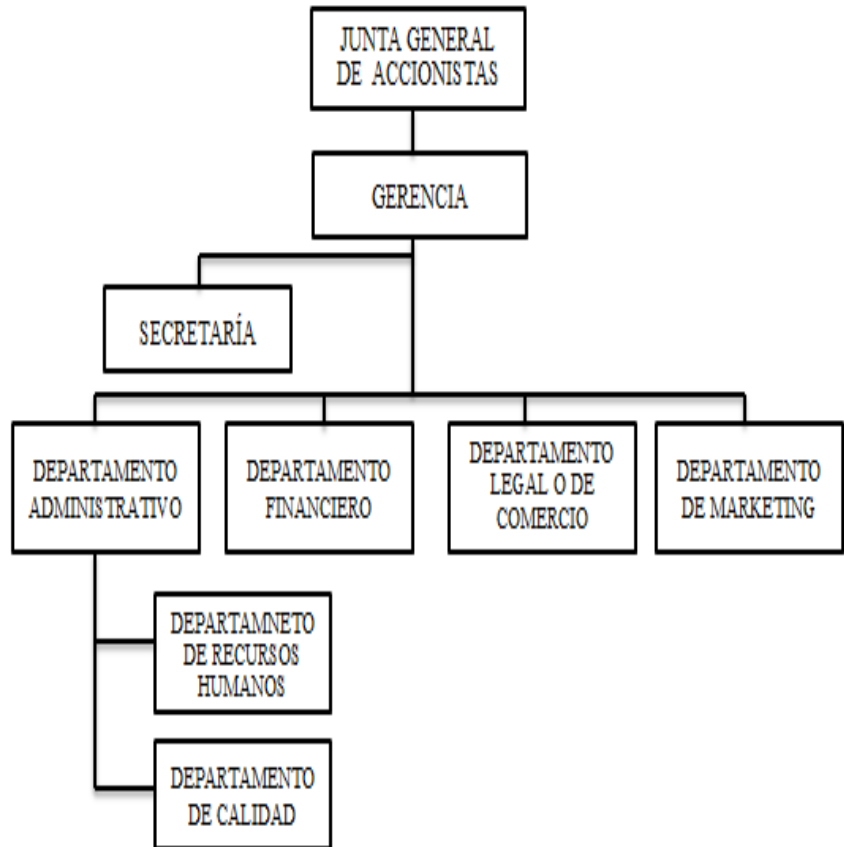 JUNTA GENERAL
DE ACCIONISTAS
GERENCIA
SECRETARÍA
DEPARTAMENTO
ADMINISTRATIVO
DEPARTAMENTO
FINANCIERO
DEPARTAMENTO
LEGAL O DE
COMERCIO
DEPARTAMENTO
DE MARKETING
DEPARTAMNETO
DE RECURSOS
HUMANOS
DEPARTAMENTO
DE CALIDAD